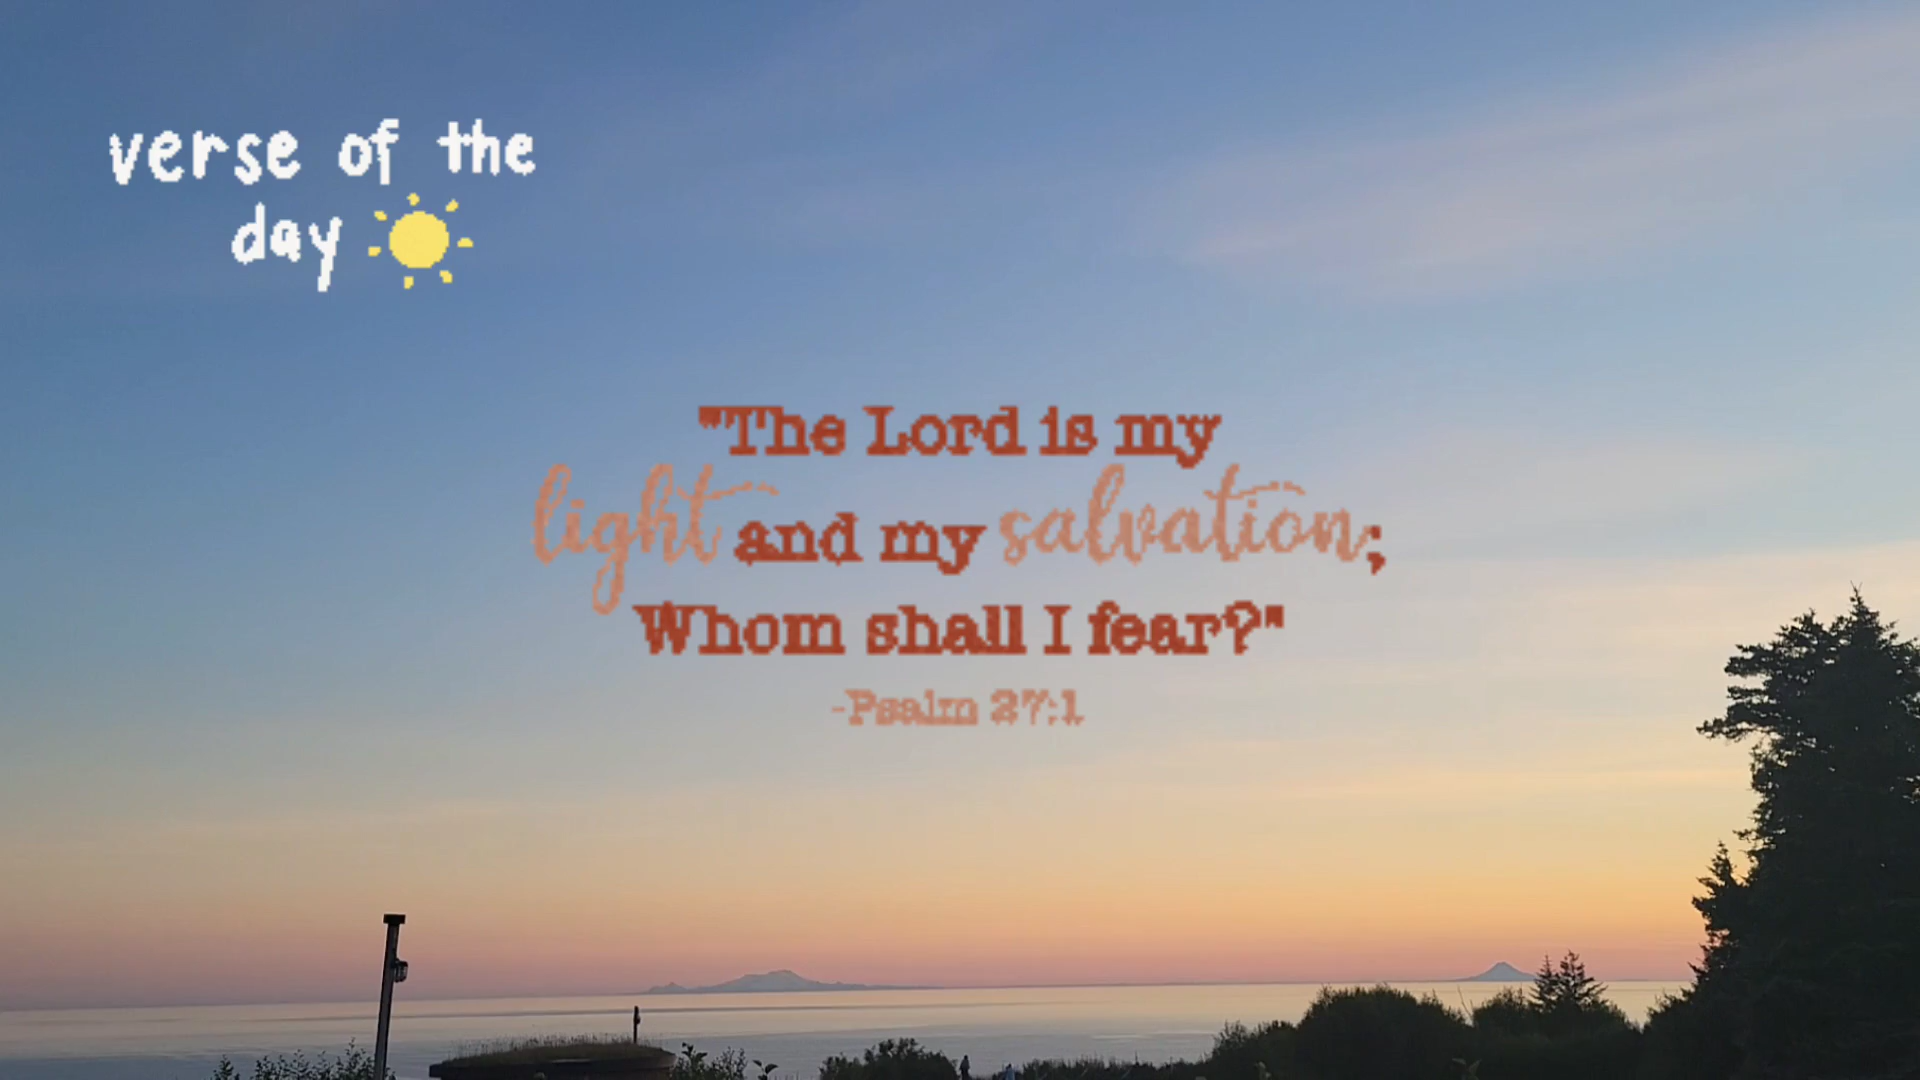 verse of the
day
"The Lord is my
light and my salvation;
Whom shall I fear?"
-Psalm 27:1